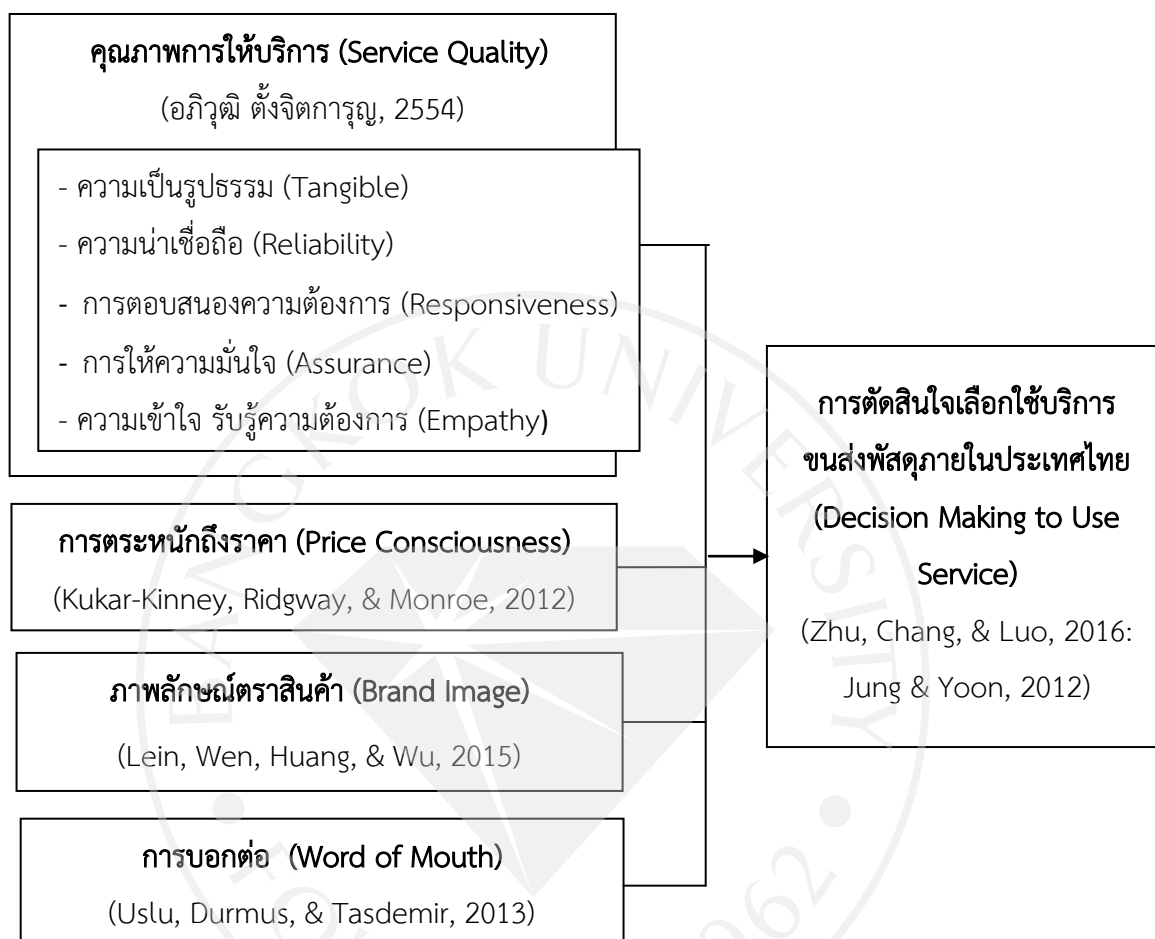 คุณภาพการให้บริการ (Service Quality)
(อภิวุฒิ ตั้งจิตการุญ, 2554)
- ความเป็นรูปธรรม (Tangible)
- ความน่าเชื่อถือ (Reliability)
- การตอบสนองความต้องการ (Responsiveness)
- การให้ความมั่นใจ (Assurance)
- ความเข้าใจ รับรู้ความต้องการ (Empathy)
การตระหนักถึงราคา (Price Consciousness)
(Kukar-Kinney, Ridgway, & Monroe, 2012)
ภาพลักษณ์ตราสินค้า (Brand Image)
(Lein, Wen, Huang, & Wu, 2015)
การบอกต่อ (Word of Mouth)
(Uslu, Durmus, & Tasdemir, 2013)
การตัดสินใจเลือกใช้บริการ
ขนส่งพัสดุภายในประเทศไทย
(Decision Making to Use
Service)
(Zhu, Chang, & Luo, 2016:
Jung & Yoon, 2012)
BANGKOK UNIVERSITY